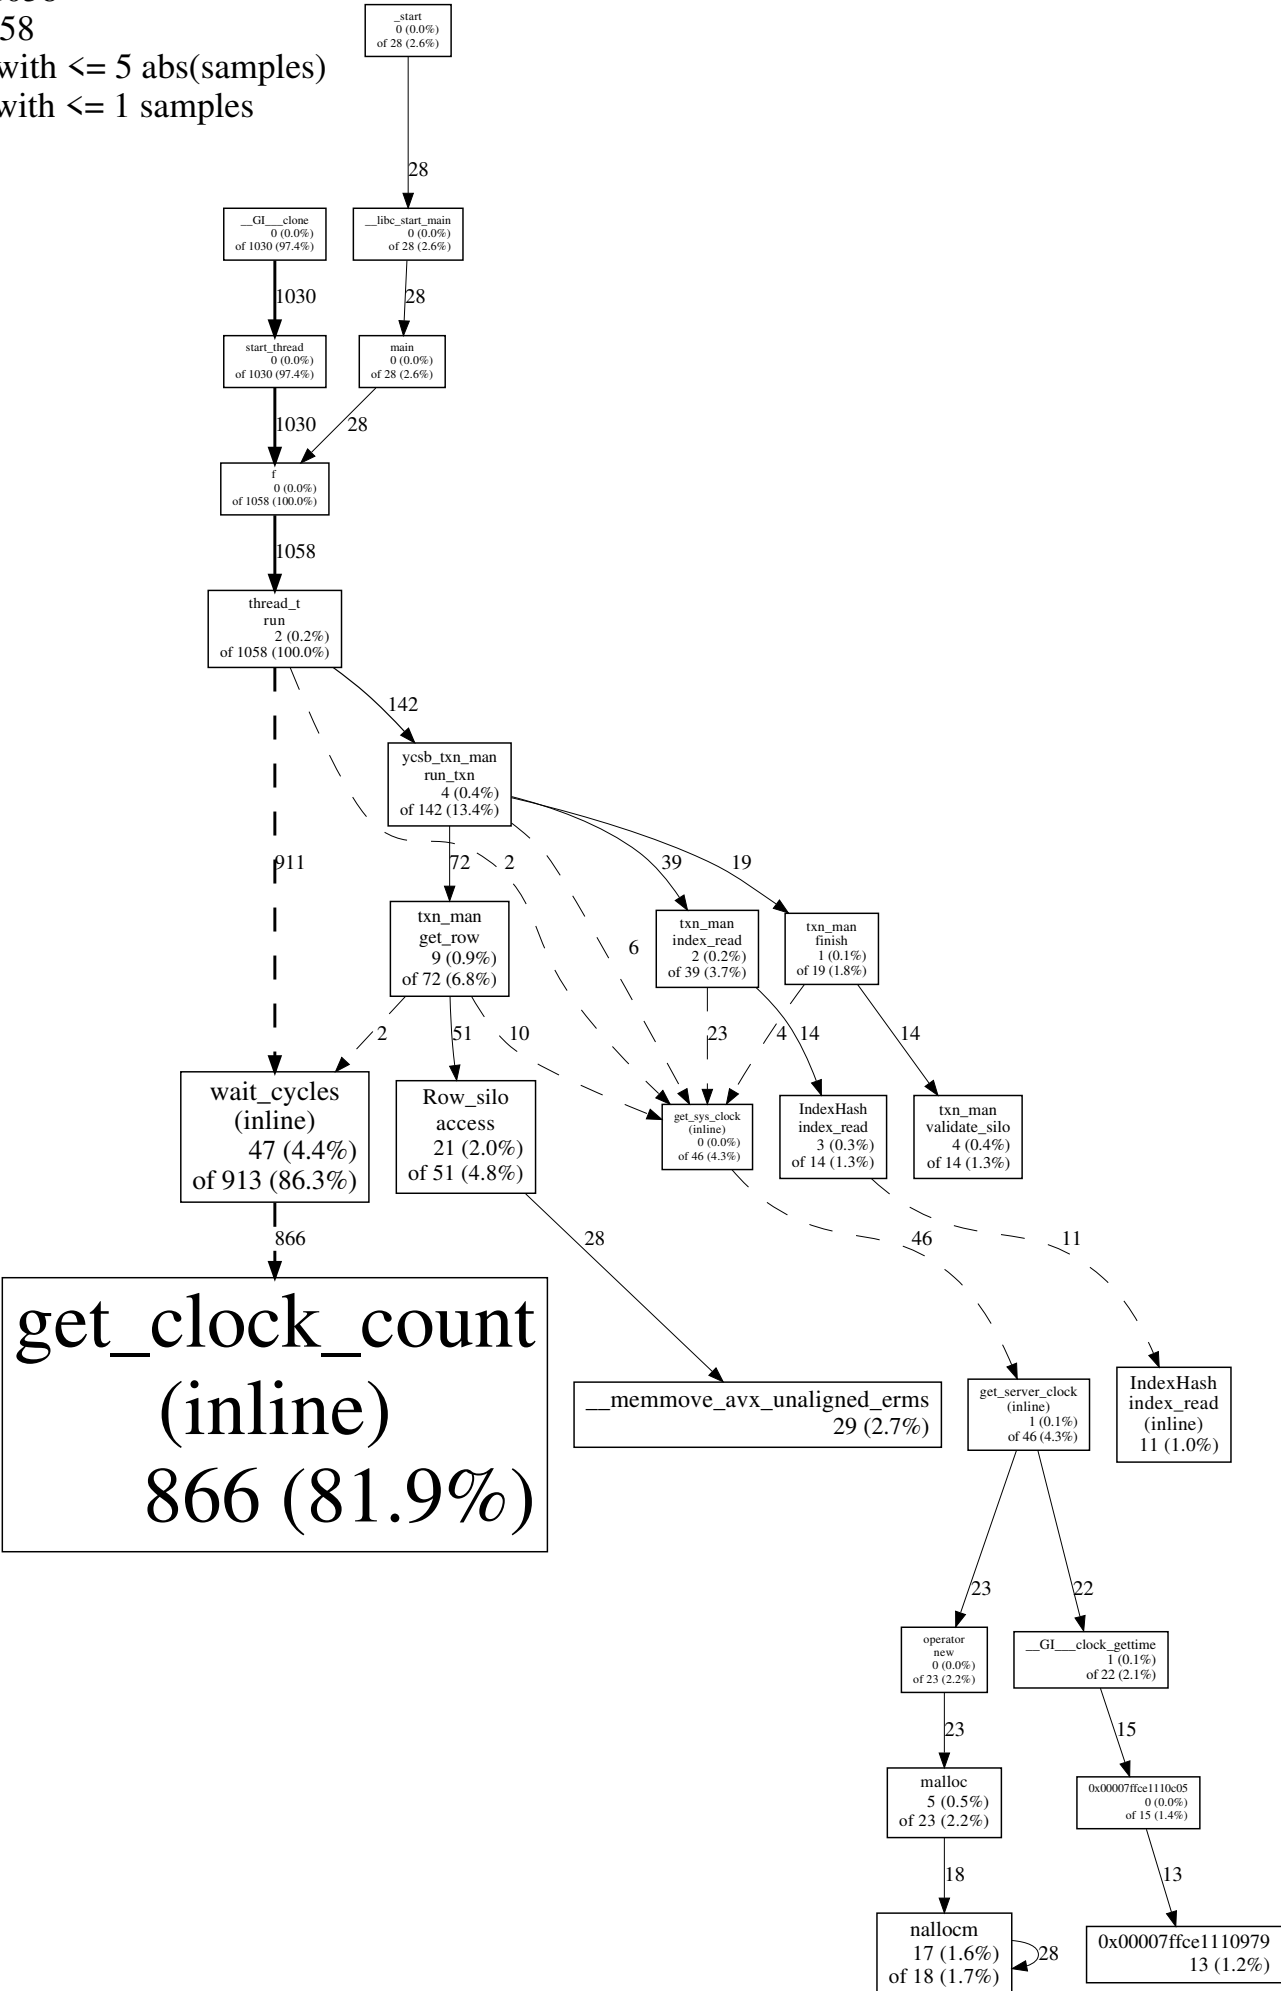 58
with <= 5 abs(samples)
with <= 1 samples
_start
0 (0.0%)
of 28 (2.6%)
28
__GI___clone
0 (0.0%)
of 1030 (97.4%)
__libc_start_main
0 (0.0%)
of 28 (2.6%)
1030
28
start_thread
0 (0.0%)
of 1030 (97.4%)
main
0 (0.0%)
of 28 (2.6%)
1030
28
f
0 (0.0%)
of 1058 (100.0%)
1058
thread_t
run
2 (0.2%)
of 1058 (100.0%)
142
ycsb_txn_man
run_txn
4 (0.4%)
of 142 (13.4%)
911
72
2
39
19
txn_man
get_row
9 (0.9%)
of 72 (6.8%)
6
txn_man
index_read
2 (0.2%)
of 39 (3.7%)
txn_man
finish
1 (0.1%)
of 19 (1.8%)
2
51
10
23
4
14
14
wait_cycles
(inline)
47 (4.4%)
of 913 (86.3%)
Row_silo
access
21 (2.0%)
of 51 (4.8%)
get_sys_clock
(inline)
0 (0.0%)
of 46 (4.3%)
IndexHash
index_read
3 (0.3%)
of 14 (1.3%)
txn_man
validate_silo
4 (0.4%)
of 14 (1.3%)
866
28
46
11
get_clock_count
(inline)
866 (81.9%)
__memmove_avx_unaligned_erms
29 (2.7%)
get_server_clock
(inline)
1 (0.1%)
of 46 (4.3%)
IndexHash
index_read
(inline)
11 (1.0%)
23
22
operator
new
0 (0.0%)
of 23 (2.2%)
__GI___clock_gettime
1 (0.1%)
of 22 (2.1%)
23
15
malloc
5 (0.5%)
of 23 (2.2%)
0x00007ffce1110c05
0 (0.0%)
of 15 (1.4%)
18
13
nallocm
17 (1.6%)
of 18 (1.7%)
28
0x00007ffce1110979
13 (1.2%)